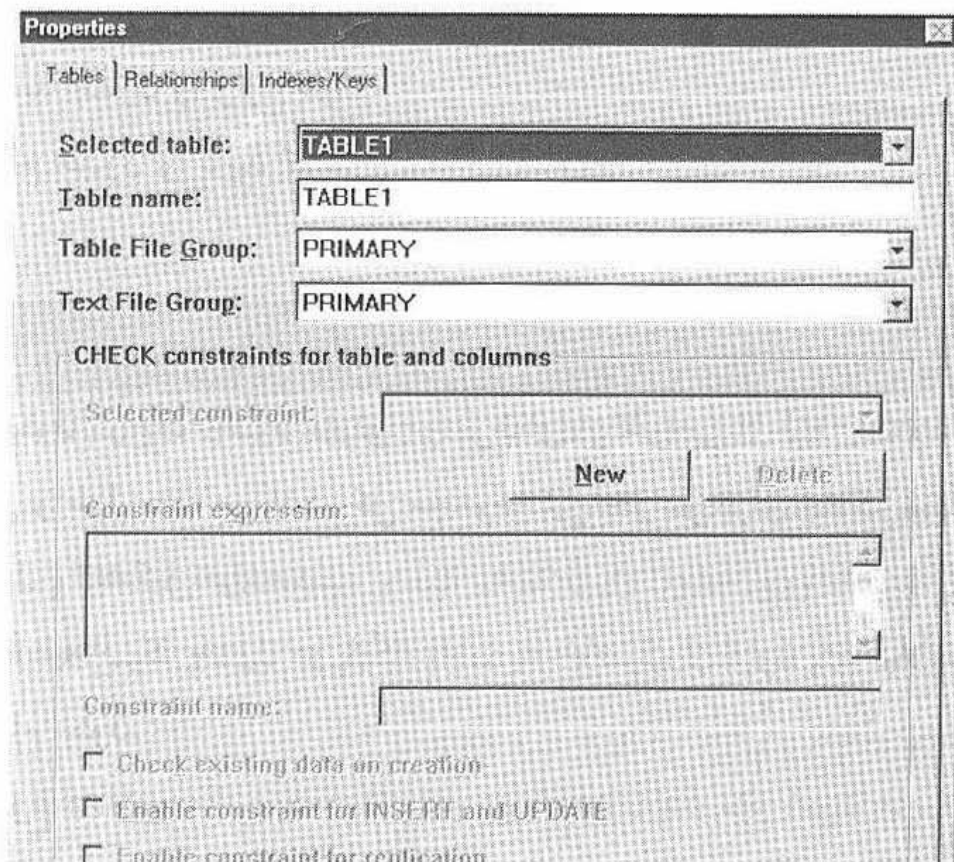 Properties
Tables Relationships Indexes/Keys
Selected table: TABLE1
Table name: TABLE1
Table File Group: PRIMARY
Text File Group: PRIMARY
CHECK constraints for table and columns
Selected constraint:
New Delete
Constraint expression:
Constraint name:
Check existing data on creation
Enable constraint for INSERT and UPDATE
Enable constraint for replication